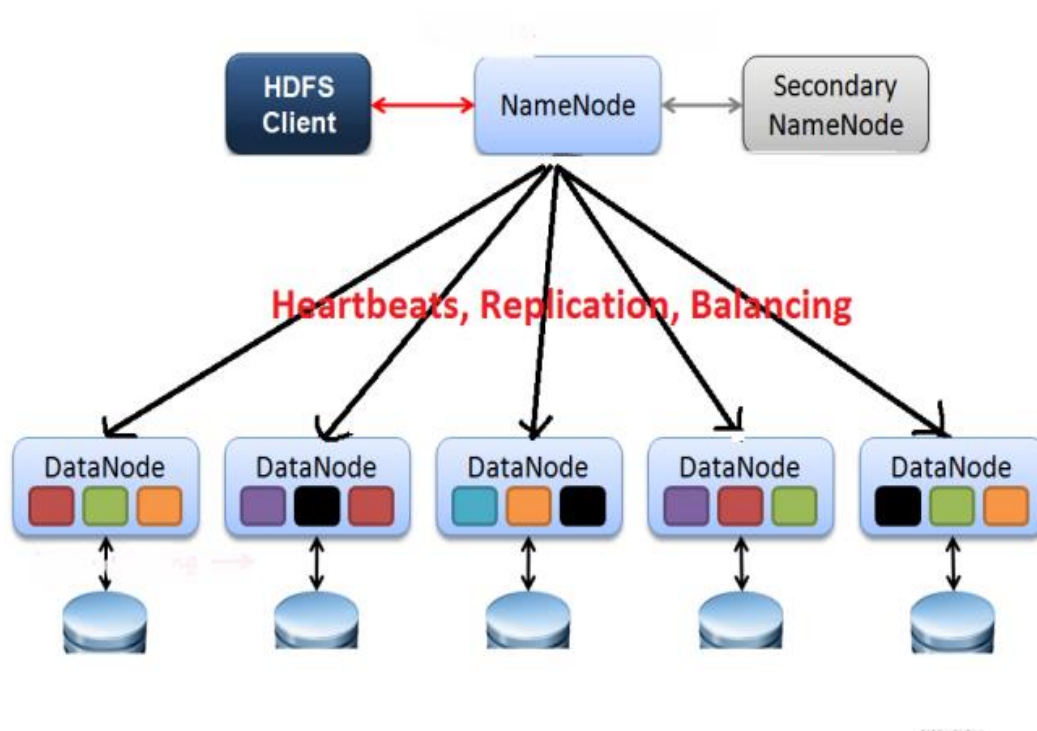 HDFS
Client
NameNode
Secondary
NameNode
Heartbeats, Replication, Balancing
DataNode
DataNode
DataNode
DataNode
DataNode